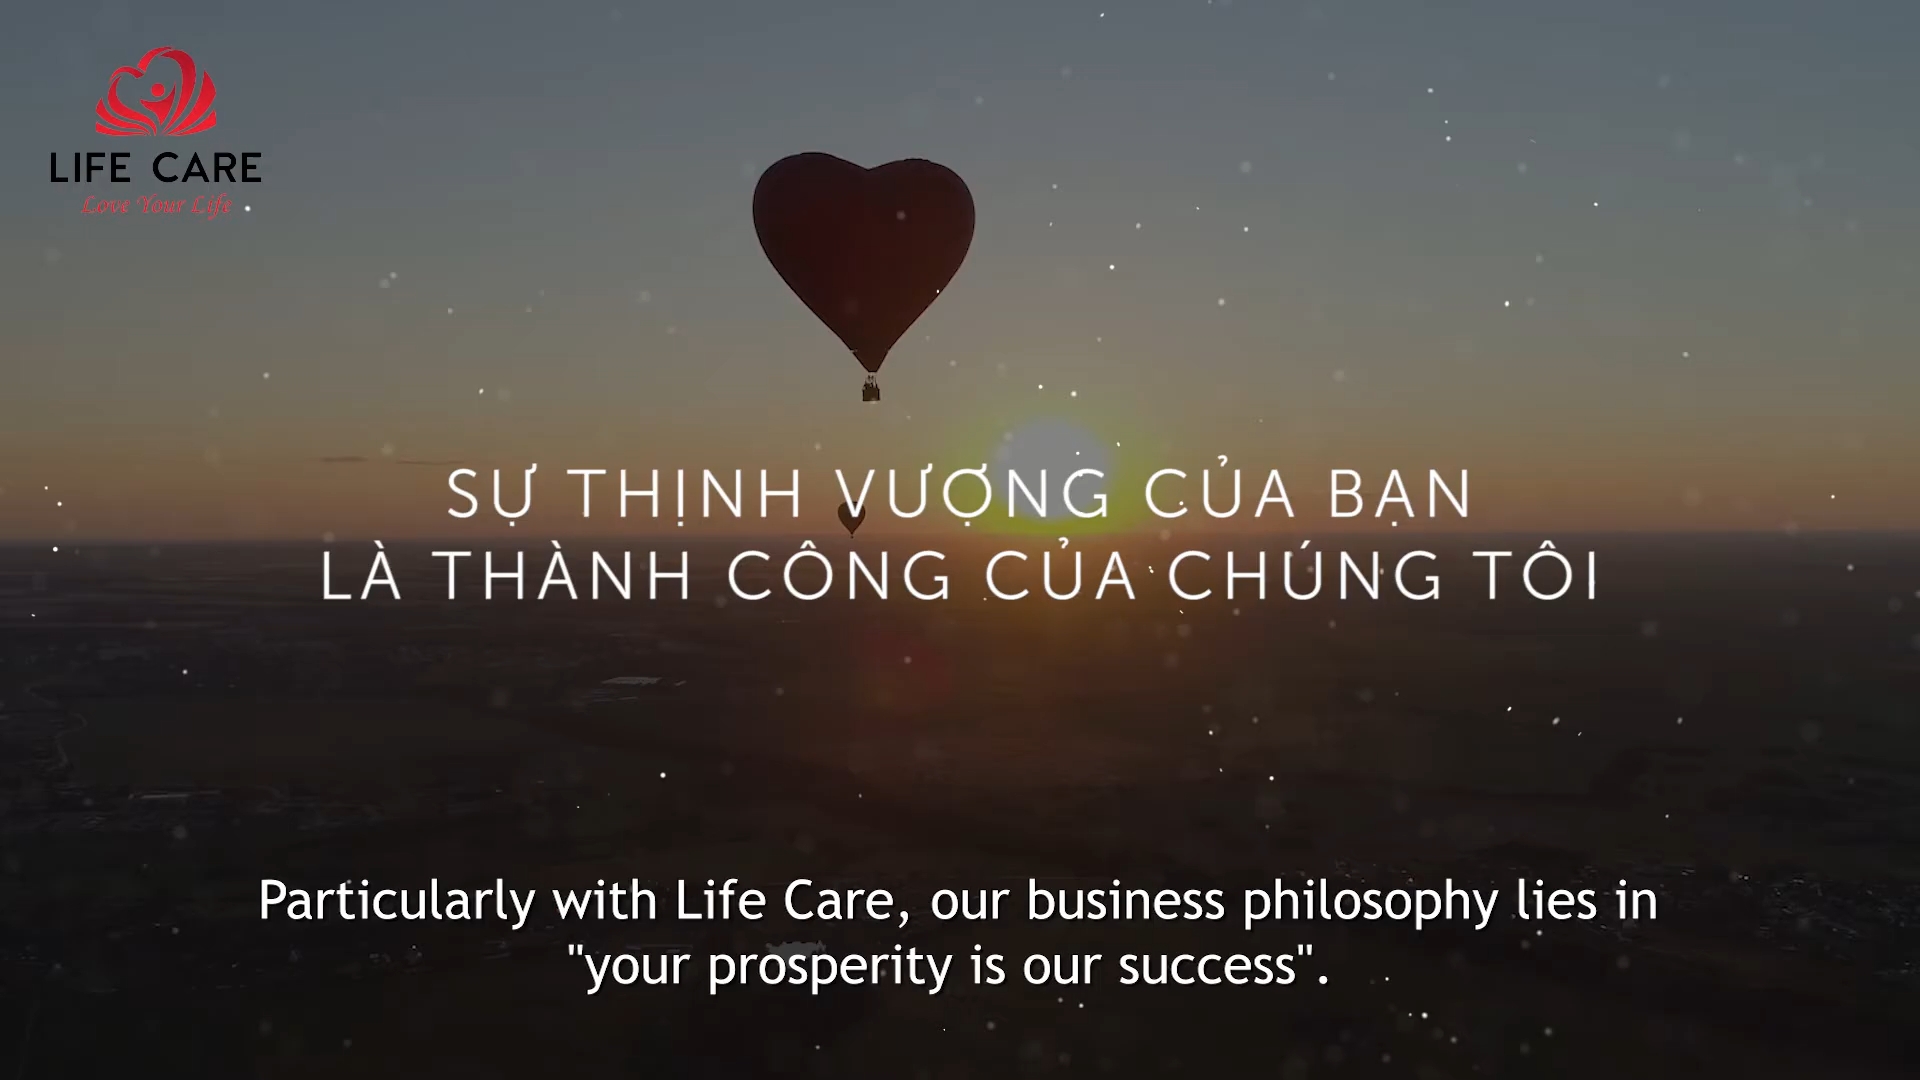 LIFE CARE
Love Your Life
SỰ THỊNH VƯỢNG CỦA BẠN
LÀ THÀNH CÔNG CỦA CHÚNG TÔI
Particularly with Life Care, our business philosophy lies in
"your prosperity is our success".